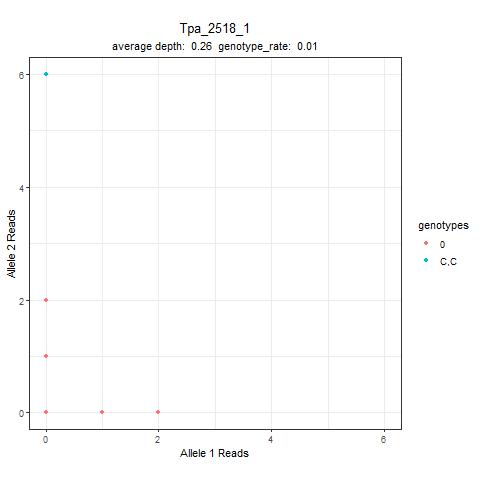 Tpa_2518_1
average depth: 0.26 genotype_rate: 0.01
6
4
2
0
Allele 2 Reads
0 2 4 6
Allele 1 Reads
genotypes
0
C,C